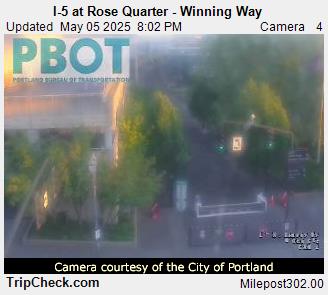 I-5 at Rose Quarter - Winning Way
Updated May 05 2025 8:02 PM Camera 4
PBOT
PORTLAND BUREAU OF TRANSPORTATION
Camera courtesy of the City of Portland
TripCheck.com Milepost302.00